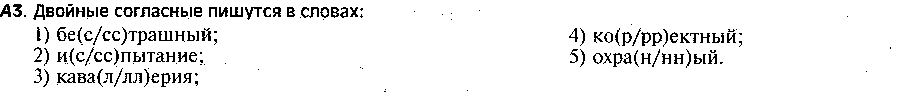 А3. Двойные согласные пишутся в словах:
1) бе(с/сс)трашный;
2) и(с/сс)пытание;
3) кава(л/лл)ерия;
4) ко(р/рр)ектный;
5) охра(н/нн)ый.